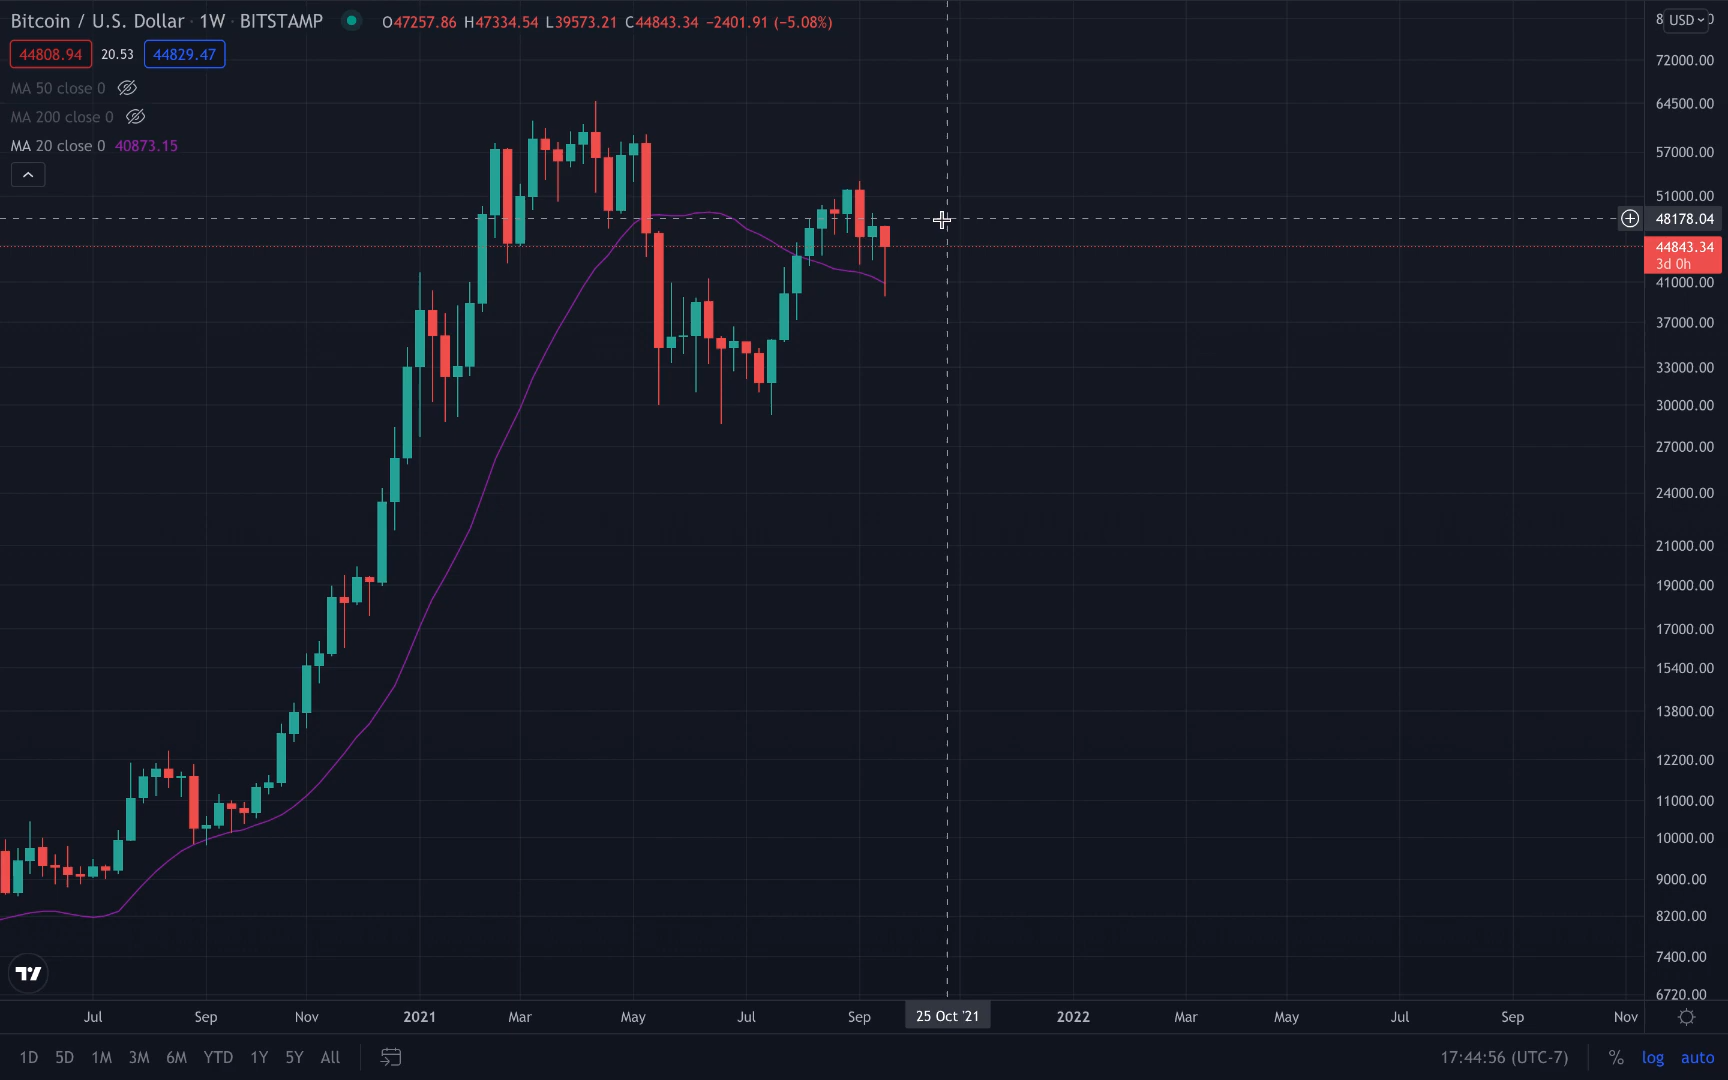 Bitcoin / U.S. Dollar · 1W · BITSTAMP O47257.86 H47334.54 L39573.21 C44843.34 −2401.91 (−5.08%)
USD
44808.94 20.53 44829.47
MA 50 close 0
MA 200 close 0
MA 20 close 0 40873.15
72000.00
64500.00
57000.00
51000.00
48178.04
44843.34
3d 0h
41000.00
37000.00
33000.00
30000.00
27000.00
24000.00
21000.00
19000.00
17000.00
15400.00
13800.00
12200.00
11000.00
10000.00
9000.00
8200.00
7400.00
6720.00
Jul Sep Nov 2021 Mar May Jul Sep 25 Oct '21 2022 Mar May Jul Sep Nov
1D 5D 1M 3M 6M YTD 1Y 5Y All 17:44:56 (UTC-7) % log auto